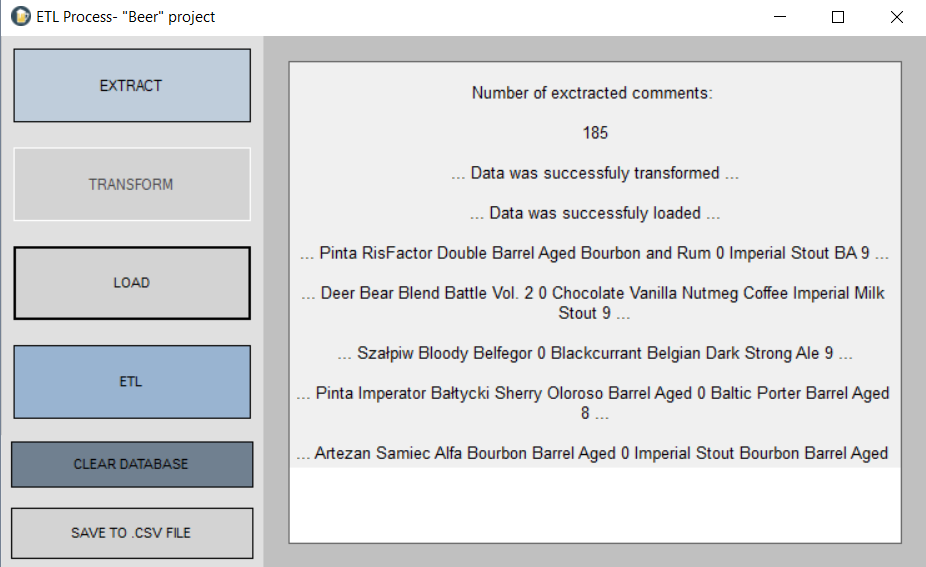 ETL Process- "Beer" project
EXTRACT
TRANSFORM
LOAD
ETL
CLEAR DATABASE
SAVE TO .CSV FILE
Number of exctracted comments:
185
... Data was successfuly transformed ...
... Data was successfuly loaded ...
... Pinta RisFactor Double Barrel Aged Bourbon and Rum 0 Imperial Stout BA 9 ...
... Deer Bear Blend Battle Vol. 2 0 Chocolate Vanilla Nutmeg Coffee Imperial Milk
Stout 9 ...
... Szałpiw Bloody Belfegor 0 Blackcurrant Belgian Dark Strong Ale 9 ...
... Pinta Imperator Bałtycki Sherry Oloroso Barrel Aged 0 Baltic Porter Barrel Aged
8 ...
... Artezan Samiec Alfa Bourbon Barrel Aged 0 Imperial Stout Bourbon Barrel Aged